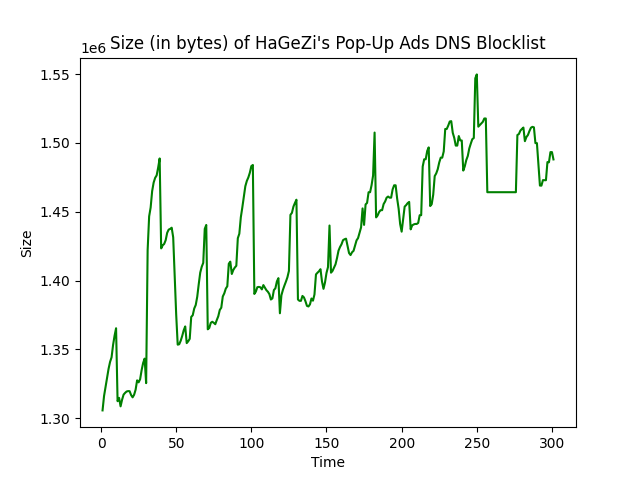 Size (in bytes) of HaGeZi's Pop-Up Ads DNS Blocklist
1e6
1.55
1.50
1.45
1.40
1.35
1.30
Size
0 50 100 150 200 250 300
Time